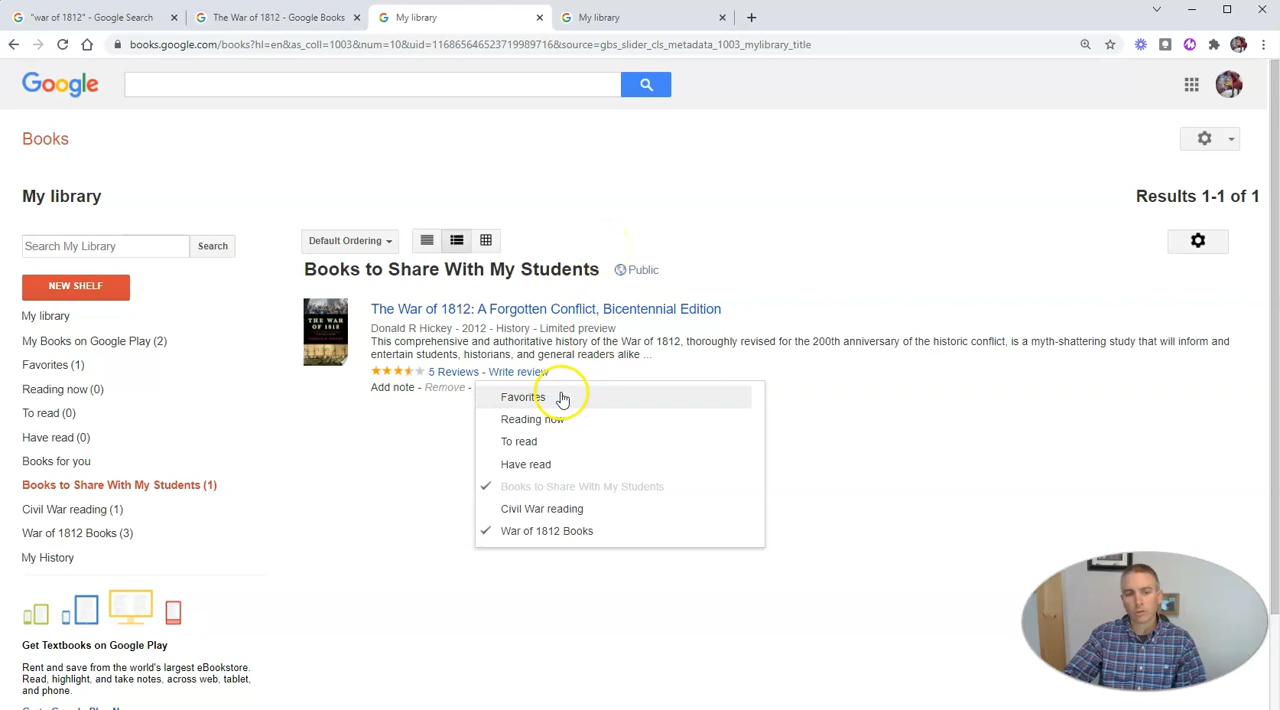 "war of 1812" - Google Search
The War of 1812 - Google Books
My library
My library
books.google.com/books?hl=en&as_coll=1003&num=10&uid=116865646523719989716&source=gbs_slider_cls_metadata_1003_mylibrary_title
Google
Books
My library
Results 1-1 of 1
Search My Library
Search
Default Ordering
NEW SHELF
My library
My Books on Google Play (2)
Favorites (1)
Reading now (0)
To read (0)
Have read (0)
Books for you
Books to Share With My Students (1)
Civil War reading (1)
War of 1812 Books (3)
My History
Get Textbooks on Google Play
Rent and save from the world's largest eBookstore.
Read, highlight, and take notes, across web, tablet,
and phone.
Books to Share With My Students
Public
THE WAR
OF 1812
The War of 1812: A Forgotten Conflict, Bicentennial Edition
Donald R Hickey - 2012 - History - Limited preview
This comprehensive and authoritative history of the War of 1812, thoroughly revised for the 200th anniversary of the historic conflict, is a myth-shattering study that will inform and
entertain students, historians, and general readers alike ...
5 Reviews - Write review
Add note - Remove -
Favorites
Reading now
To read
Have read
Books to Share With My Students
Civil War reading
War of 1812 Books